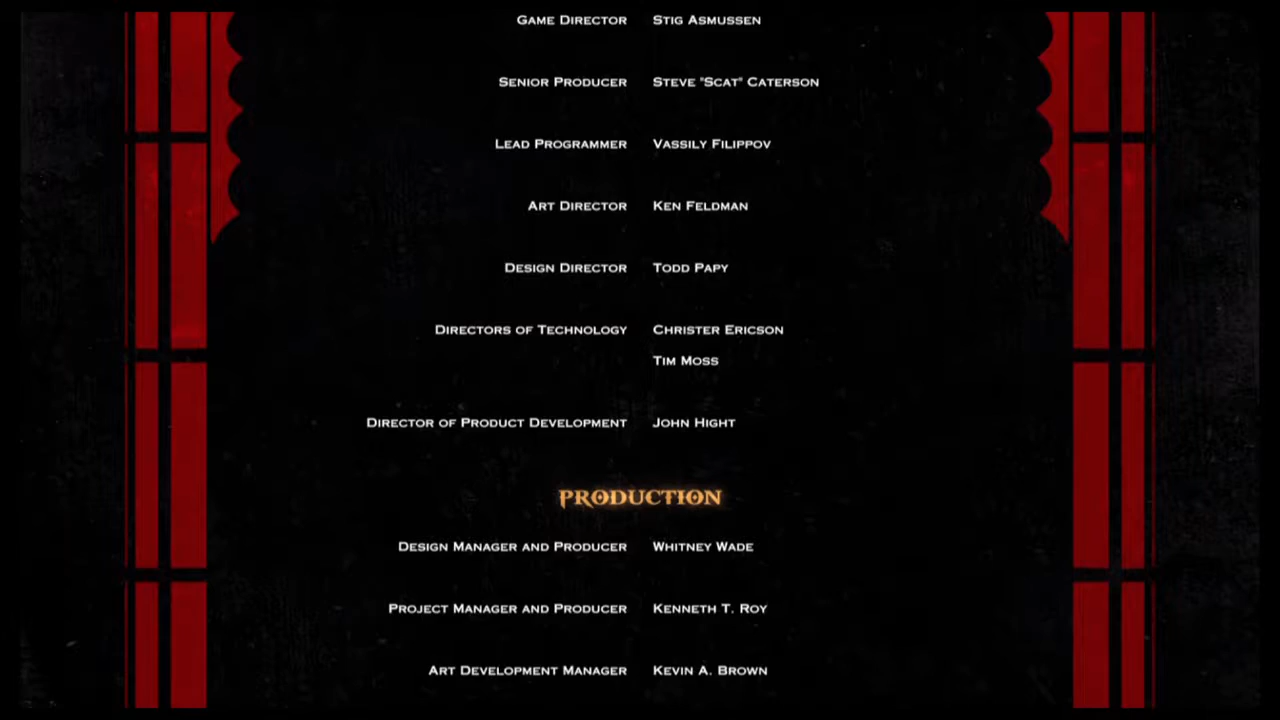 Game Director Stig Asmussen
Senior Producer Steve "Scat" Caterson
Lead Programmer Vassily Filippov
Art Director Ken Feldman
Design Director Todd Papy
Directors of Technology Christer Ericson
Tim Moss
Director of Product Development John Hight
PRODUCTION
Design Manager and Producer Whitney Wade
Project Manager and Producer Kenneth T. Roy
Art Development Manager Kevin A. Brown